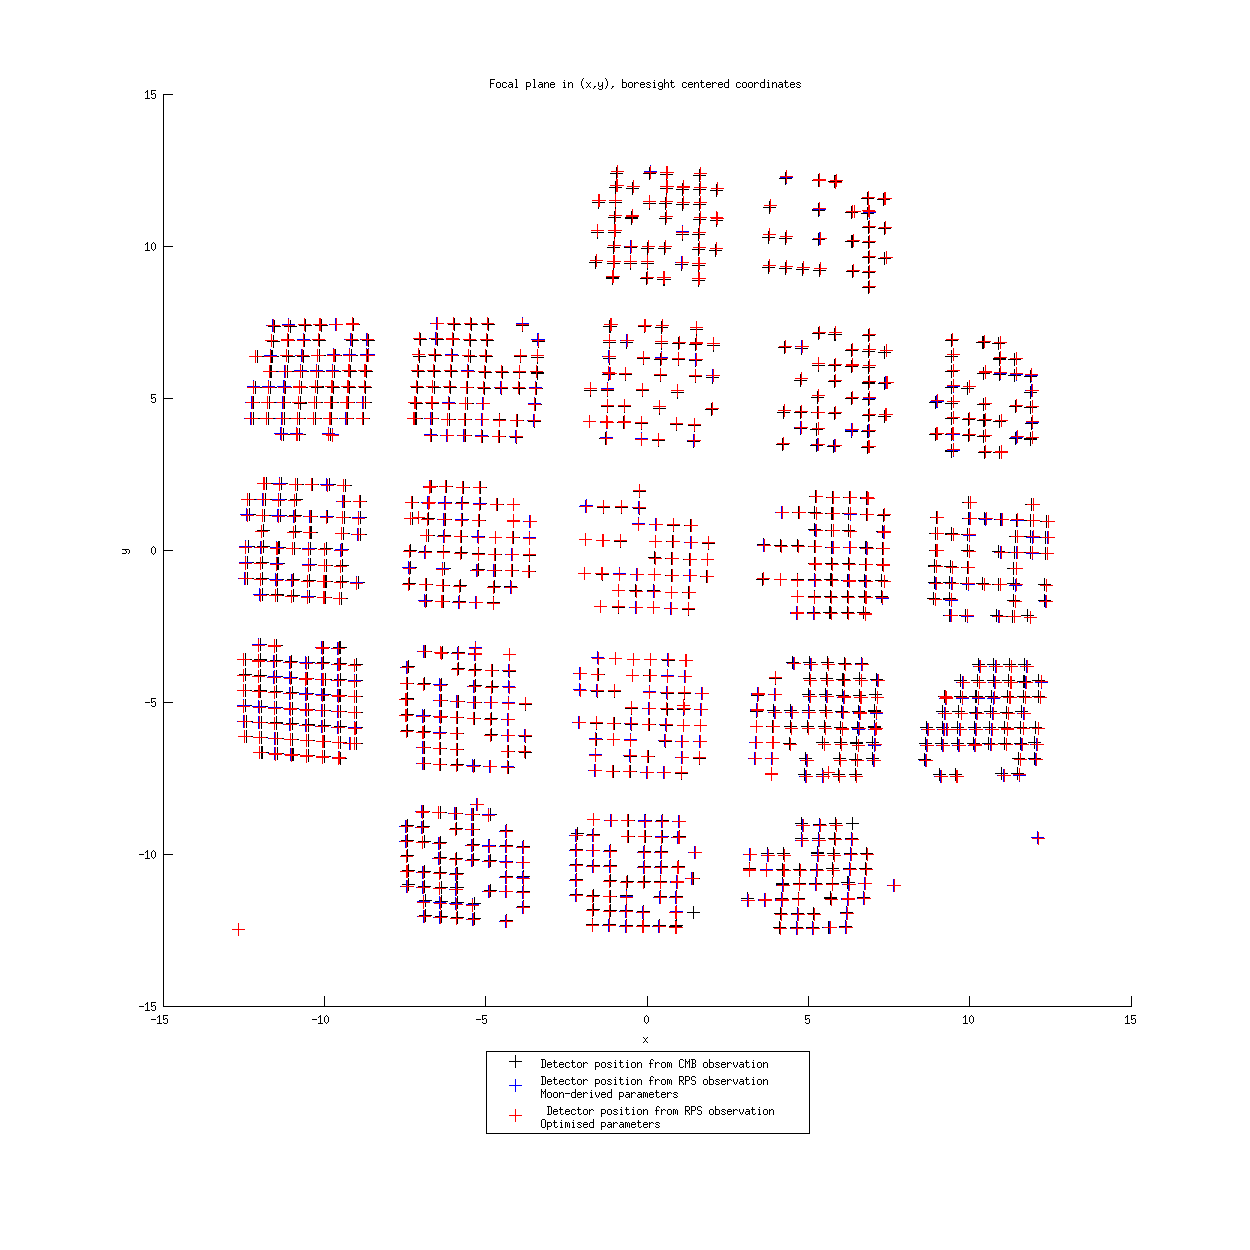 Focal plane in (x,y), boresight centered coordinates
15
10
5
y
0
-5
-10
-15
-15
-10
-5
0
5
10
15
x
Detector position from CMB observation
Detector position from RPS observation
Moon-derived parameters
Detector position from RPS observation
Optimised parameters